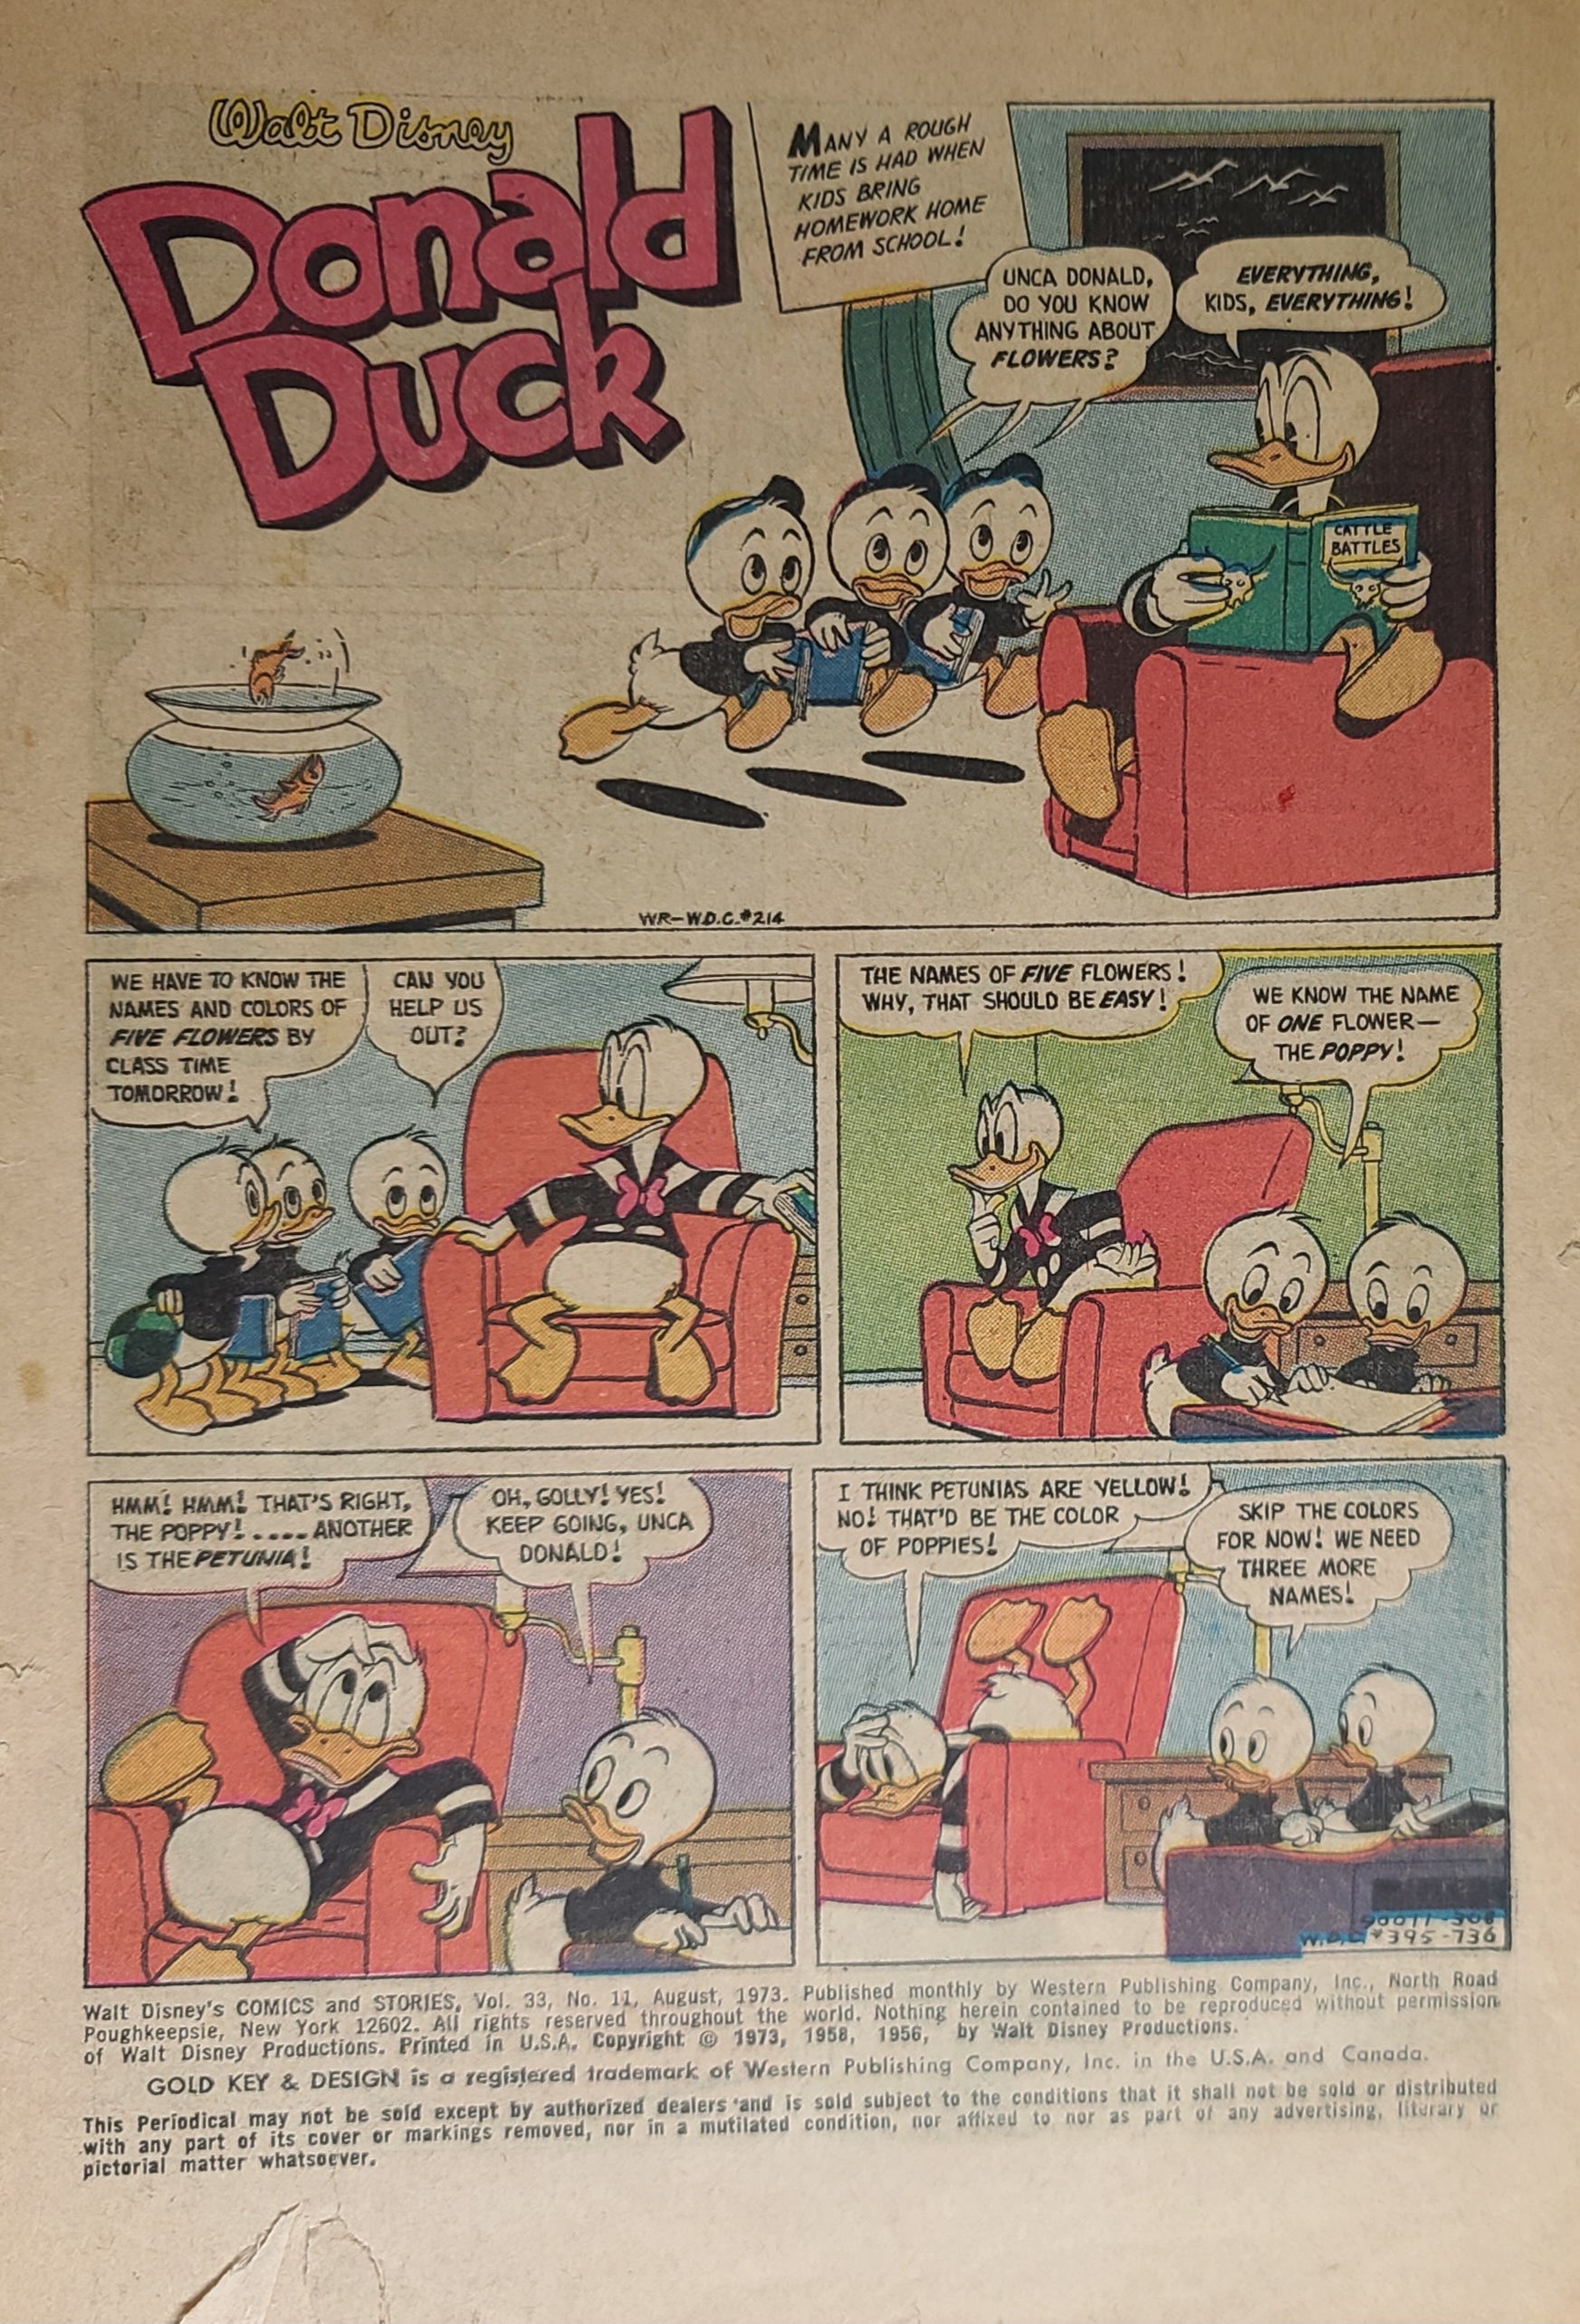 Walt Disney
Donald
Duck
MANY A ROUGH
TIME IS HAD WHEN
KIDS BRING
HOMEWORK HOME
FROM SCHOOL!
UNCA DONALD,
DO YOU KNOW
ANYTHING ABOUT
FLOWERS?
EVERYTHING,
KIDS, EVERYTHING!
CATTLE
BATTLES
WR-W.D.C.#214
WE HAVE TO KNOW THE
NAMES AND COLORS OF
FIVE FLOWERS BY
CLASS TIME
TOMORROW!
CAN YOU
HELP US
OUT?
THE NAMES OF FIVE FLOWERS!
WHY, THAT SHOULD BE EASY!
WE KNOW THE NAME
OF ONE FLOWER—
THE POPPY!
HMM! HMM! THAT'S RIGHT,
THE POPPY!.....ANOTHER
IS THE PETUNIA!
OH, GOLLY! YES!
KEEP GOING, UNCA
DONALD!
I THINK PETUNIAS ARE YELLOW!
NO! THAT'D BE THE COLOR
OF POPPIES!
SKIP THE COLORS
FOR NOW! WE NEED
THREE MORE
NAMES!
W.D.C.#395-736
Walt Disney's COMICS and STORIES, Vol. 33, No. 11, August, 1973. Published monthly by Western Publishing Company, Inc., North Road
Poughkeepsie, New York 12602. All rights reserved throughout the world. Nothing herein contained to be reproduced without permission
of Walt Disney Productions. Printed in U.S.A. Copyright © 1973, 1958, 1956, by Walt Disney Productions.
GOLD KEY & DESIGN is a registered trademark of Western Publishing Company, Inc. in the U.S.A. and Canada.
This Periodical may not be sold except by authorized dealers and is sold subject to the conditions that it shall not be sold or distributed
with any part of its cover or markings removed, nor in a mutilated condition, nor affixed to nor as part of any advertising, literary or
pictorial matter whatsoever.